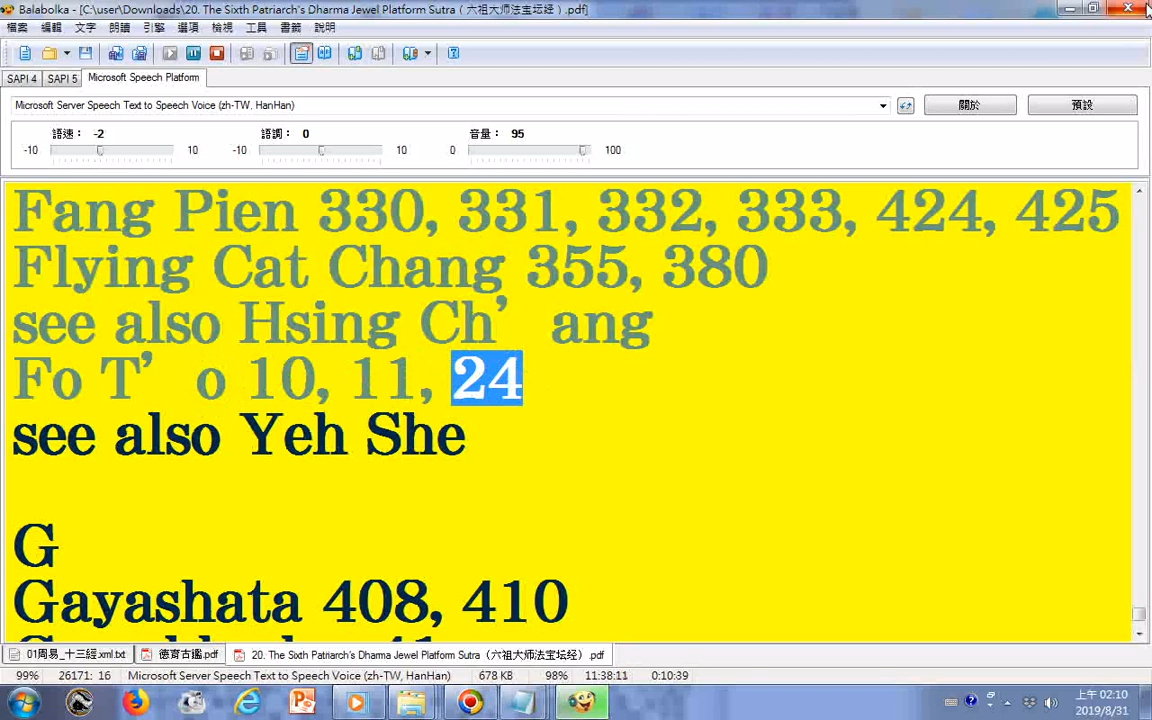 Balabolka - [C:\user\Downloads\20. The Sixth Patriarch's Dharma Jewel Platform Sutra（六祖大师法宝坛经）.pdf]
檔案 編輯 文字 朗讀 引擎 選項 檢視 工具 書籤 說明
SAPI 4 SAPI 5 Microsoft Speech Platform
Microsoft Server Speech Text to Speech Voice (zh-TW, HanHan) 關於 預設
語速： -2 語調： 0 音量： 95
-10 10 -10 10 0 100
Fang Pien 330, 331, 332, 333, 424, 425
Flying Cat Chang 355, 380
see also Hsing Ch’ang
Fo T’o 10, 11, 24
see also Yeh She
G
Gayashata 408, 410
01周易_十三經.xml.txt 德育古鑑.pdf 20. The Sixth Patriarch's Dharma Jewel Platform Sutra（六祖大师法宝坛经）.pdf
99% 26171: 16 Microsoft Server Speech Text to Speech Voice (zh-TW, HanHan) 678 KB 98% 11:38:11 0:10:39
上午 02:10
2019/8/31